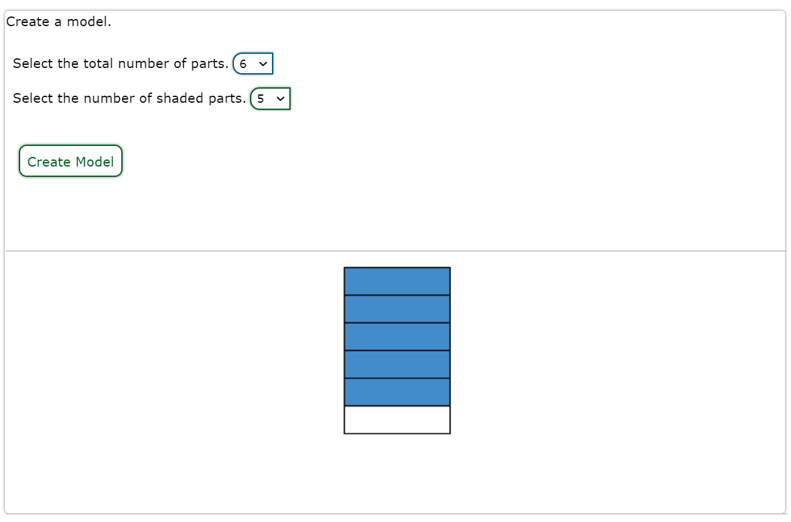 Create a model.
Select the total number of parts. 6
Select the number of shaded parts. 5
Create Model